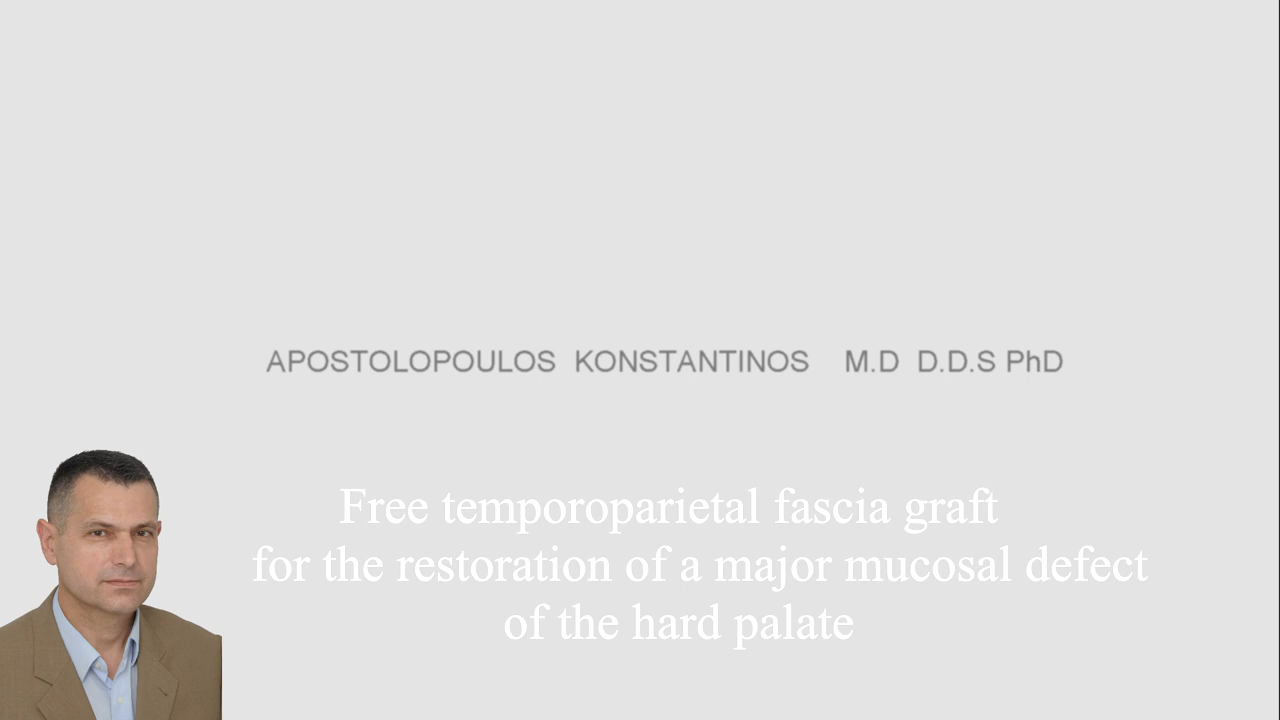 APOSTOLOPOULOS KONSTANTINOS M.D D.D.S PhD
Free temporoparietal fascia graft
for the restoration of a major mucosal defect
of the hard palate